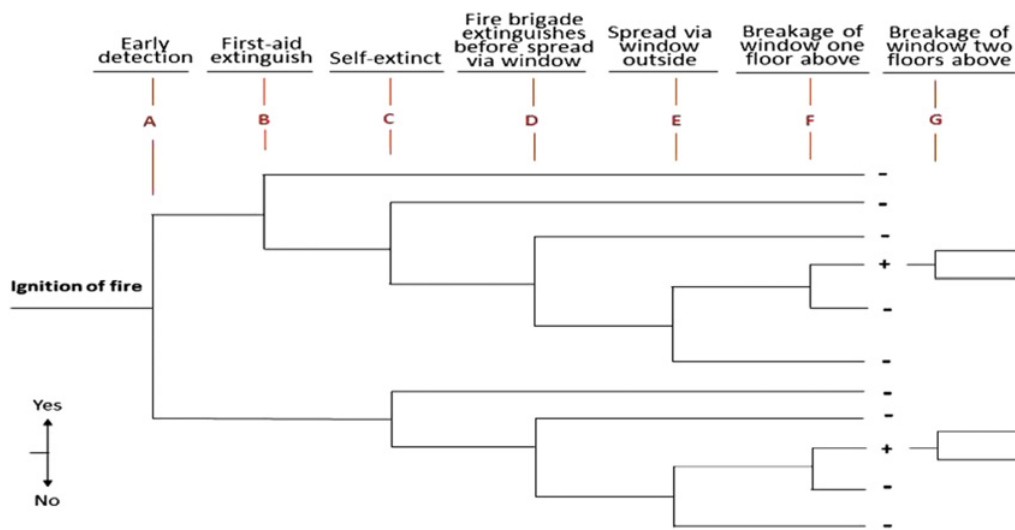 Early
detection
First-aid
extinguish
Self-extinct
Fire brigade
extinguishes
before spread
via window
Spread via
window
outside
Breakage of
window one
floor above
Breakage of
window two
floors above
A
B
C
D
E
F
G
-
-
-
+
Ignition of fire
-
-
-
Yes
-
+
-
No
-